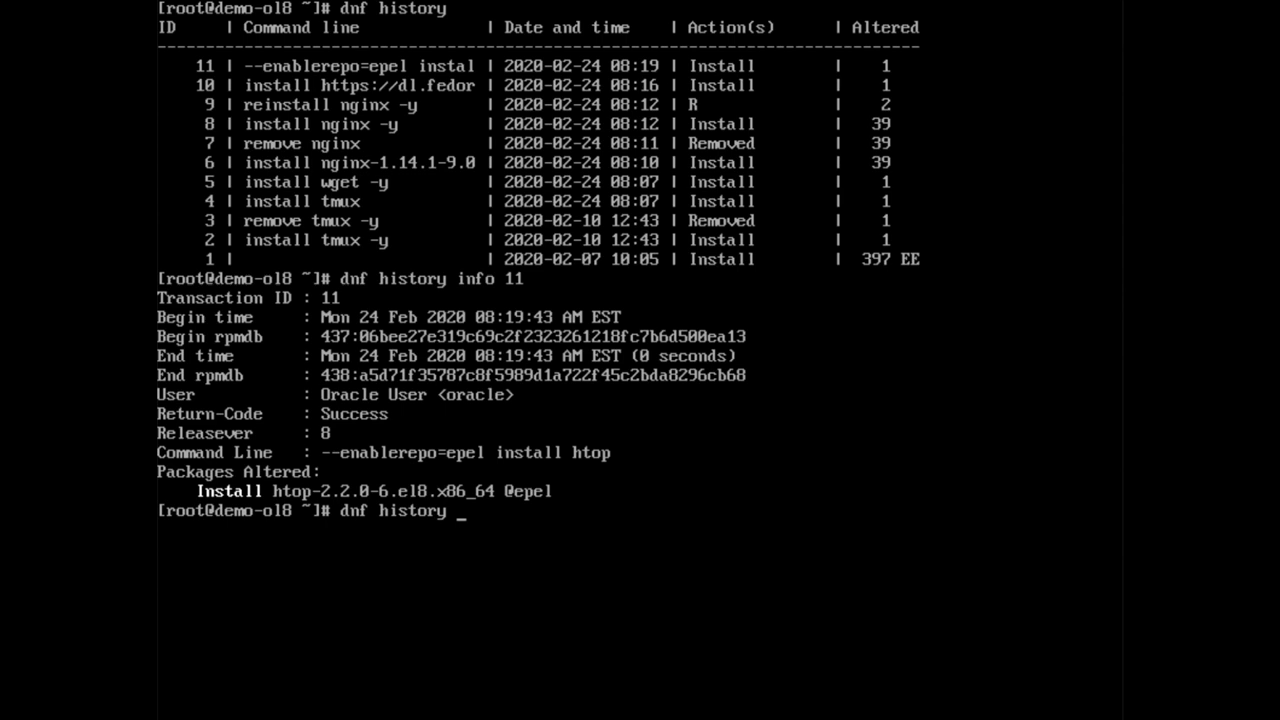 [root@demo-ol8 ~]# dnf history
ID     | Command line             | Date and time    | Action(s)      | Altered
-------------------------------------------------------------------------------
    11 | --enablerepo=epel instal | 2020-02-24 08:19 | Install        |    1
    10 | install https://dl.fedor | 2020-02-24 08:16 | Install        |    1
     9 | reinstall nginx -y       | 2020-02-24 08:12 | R              |    2
     8 | install nginx -y         | 2020-02-24 08:12 | Install        |   39
     7 | remove nginx             | 2020-02-24 08:11 | Removed        |   39
     6 | install nginx-1.14.1-9.0 | 2020-02-24 08:10 | Install        |   39
     5 | install wget -y          | 2020-02-24 08:07 | Install        |    1
     4 | install tmux             | 2020-02-24 08:07 | Install        |    1
     3 | remove tmux -y           | 2020-02-10 12:43 | Removed        |    1
     2 | install tmux -y          | 2020-02-10 12:43 | Install        |    1
     1 |                          | 2020-02-07 10:05 | Install        |  397 EE
[root@demo-ol8 ~]# dnf history info 11
Transaction ID : 11
Begin time     : Mon 24 Feb 2020 08:19:43 AM EST
Begin rpmdb    : 437:06bee27e319c69c2f2323261218fc7b6d500ea13
End time       : Mon 24 Feb 2020 08:19:43 AM EST (0 seconds)
End rpmdb      : 438:a5d71f35787c8f5989d1a722f45c2bda8296cb68
User           : Oracle User <oracle>
Return-Code    : Success
Releasever     : 8
Command Line   : --enablerepo=epel install htop
Packages Altered:
    Install htop-2.2.0-6.el8.x86_64 @epel
[root@demo-ol8 ~]# dnf history _